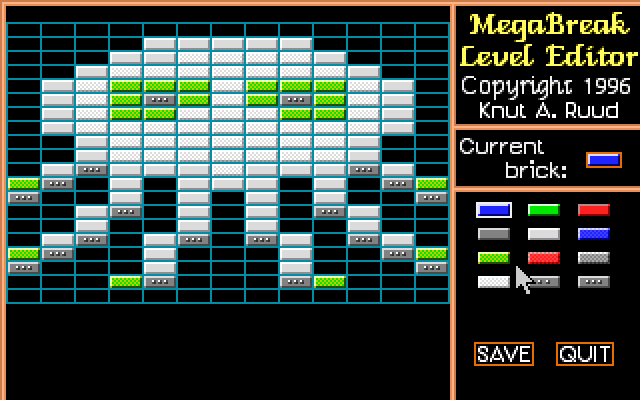 MegaBreak
Level Editor
Copyright 1996
Knut A. Ruud
Current
brick:
SAVE QUIT